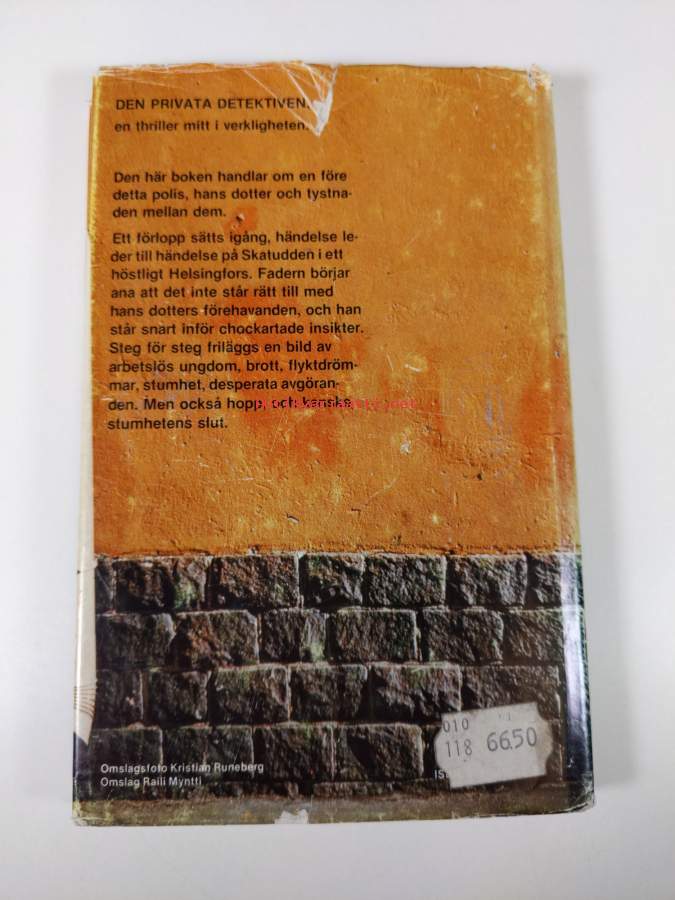 DEN PRIVATA DETEKTIVEN.
en thriller mitt i verkligheten.
Den här boken handlar om en före
detta polis, hans dotter och tystna-
den mellan dem.
Ett förlopp sätts igång, händelse le-
der till händelse på Skatudden i ett
höstligt Helsingfors. Fadern börjar
ana att det inte står rätt till med
hans dotters förehavanden, och han
står snart inför chockartade insikter.
Steg för steg friläggs en bild av
arbetslös ungdom, brott, flyktdröm-
mar, stumhet, desperata avgöran-
den. Men också hopp, och kanske
stumhetens slut.
010
118 6650
Omslagsfoto Kristian Runeberg
Omslag Raili Myntti